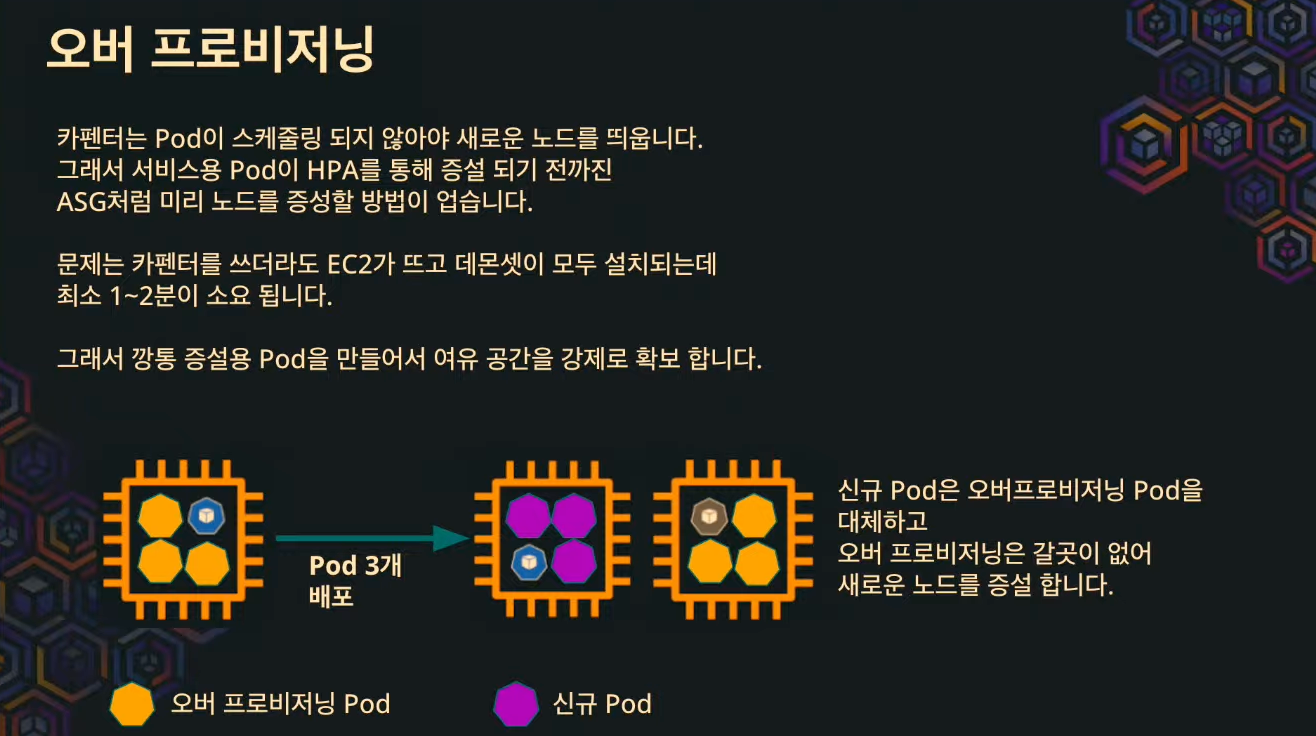 오버 프로비저닝
카펜터는 Pod이 스케줄링 되지 않아야 새로운 노드를 띄웁니다.
그래서 서비스용 Pod이 HPA를 통해 증설 되기 전까진
ASG처럼 미리 노드를 증성할 방법이 업습니다.
문제는 카펜터를 쓰더라도 EC2가 뜨고 데몬셋이 모두 설치되는데
최소 1~2분이 소요 됩니다.
그래서 깡통 증설용 Pod을 만들어서 여유 공간을 강제로 확보 합니다.
Pod 3개
배포
신규 Pod은 오버프로비저닝 Pod을
대체하고
오버 프로비저닝은 갈곳이 없어
새로운 노드를 증설 합니다.
오버 프로비저닝 Pod
신규 Pod